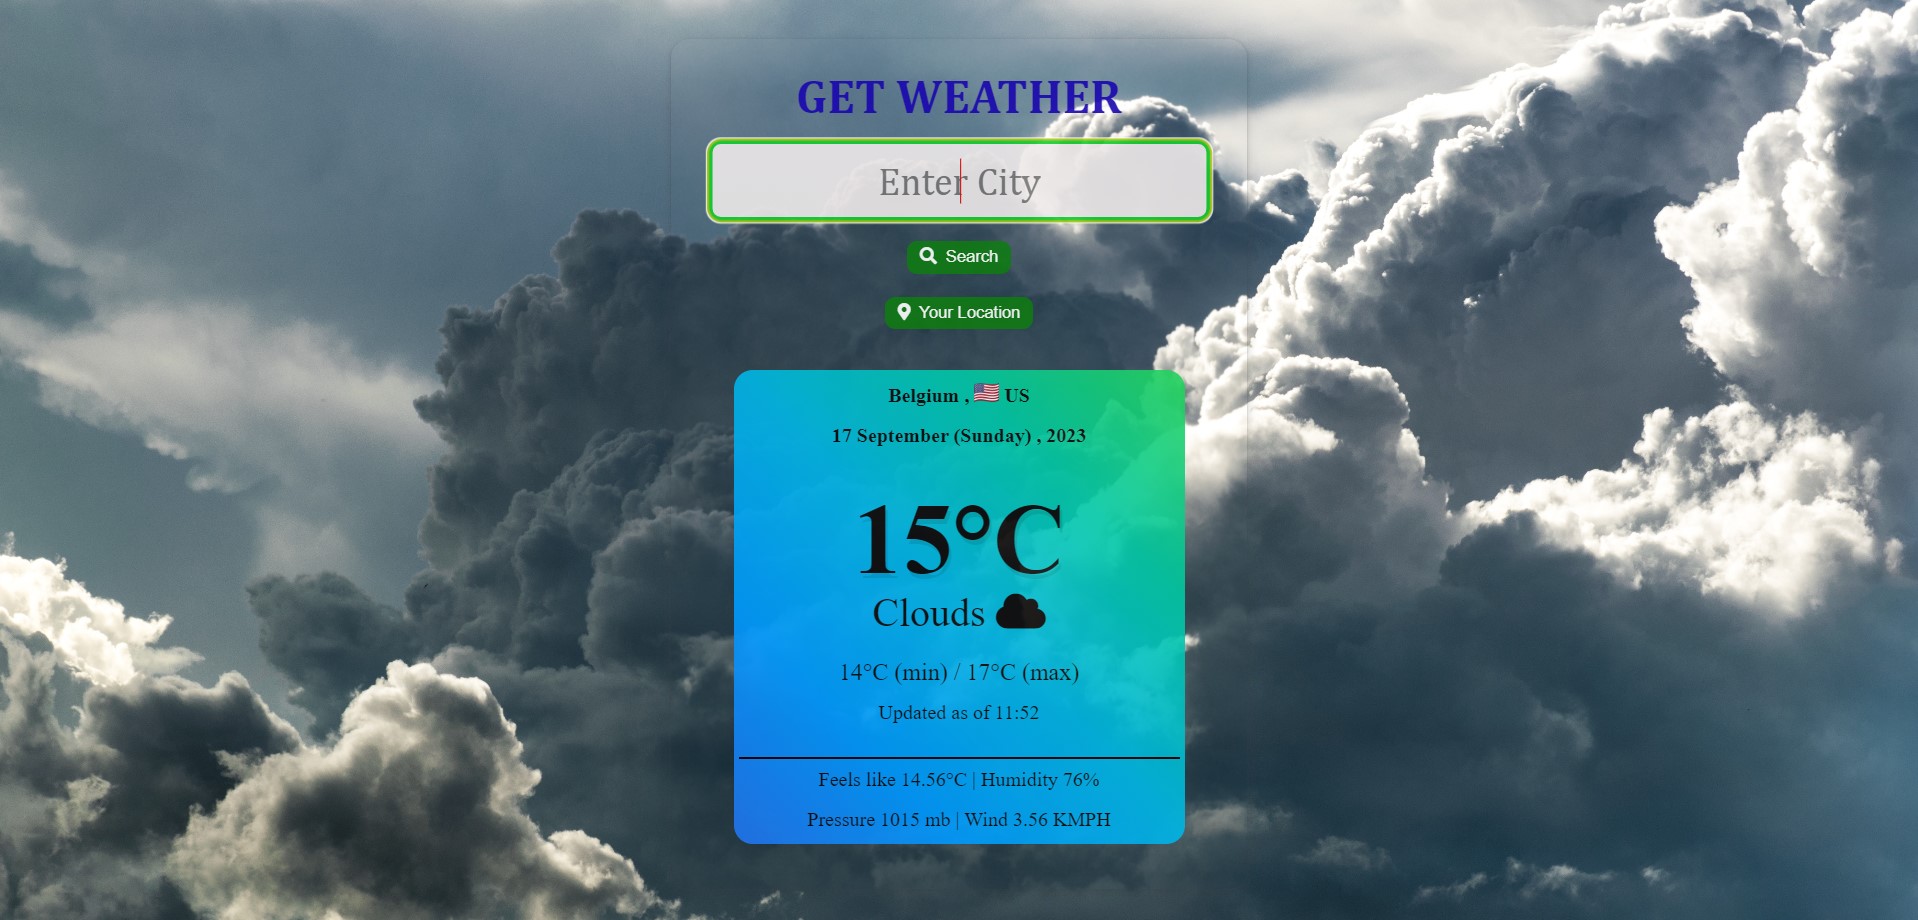 GET WEATHER
Enter City
Search
Your Location
Belgium , 🇺🇸 US
17 September (Sunday) , 2023
15°C
Clouds
14°C (min) / 17°C (max)
Updated as of 11:52
Feels like 14.56°C | Humidity 76%
Pressure 1015 mb | Wind 3.56 KMPH